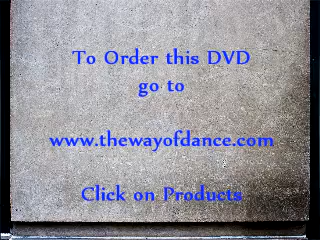 To Order this DVD
go to
www.thewayofdance.com
Click on Products